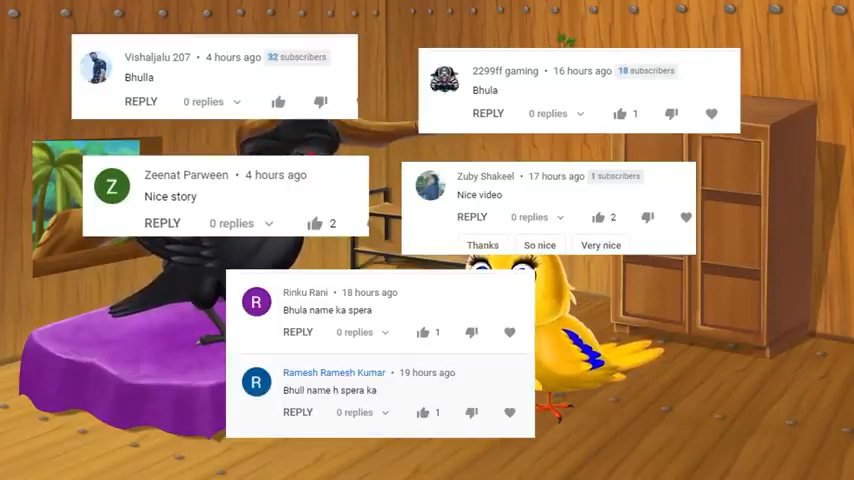 Vishaljalu 207 • 4 hours ago 32 subscribers
Bhulla
REPLY 0 replies
2299ff gaming • 16 hours ago 18 subscribers
Bhula
REPLY 0 replies 1
Z
Zeenat Parween • 4 hours ago
Nice story
REPLY 0 replies 2
Zuby Shakeel • 17 hours ago 1 subscribers
Nice video
REPLY 0 replies 2
Thanks So nice Very nice
R
Rinku Rani • 18 hours ago
Bhula name ka spera
REPLY 0 replies 1
R
Ramesh Ramesh Kumar • 19 hours ago
Bhull name h spera ka
REPLY 0 replies 1